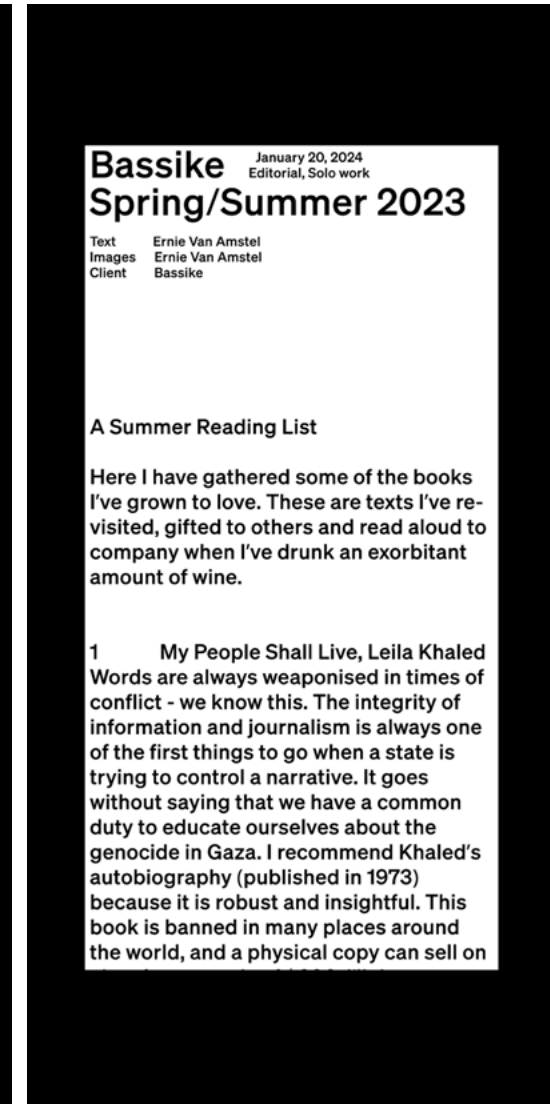 Bassike
January 20, 2024
Editorial, Solo work
Spring/Summer 2023
Text Ernie Van Amstel
Images Ernie Van Amstel
Client Bassike
A Summer Reading List
Here I have gathered some of the books
I've grown to love. These are texts I've re-
visited, gifted to others and read aloud to
company when I've drunk an exorbitant
amount of wine.
1 My People Shall Live, Leila Khaled
Words are always weaponised in times of
conflict - we know this. The integrity of
information and journalism is always one
of the first things to go when a state is
trying to control a narrative. It goes
without saying that we have a common
duty to educate ourselves about the
genocide in Gaza. I recommend Khaled's
autobiography (published in 1973)
because it is robust and insightful. This
book is banned in many places around
the world, and a physical copy can sell on